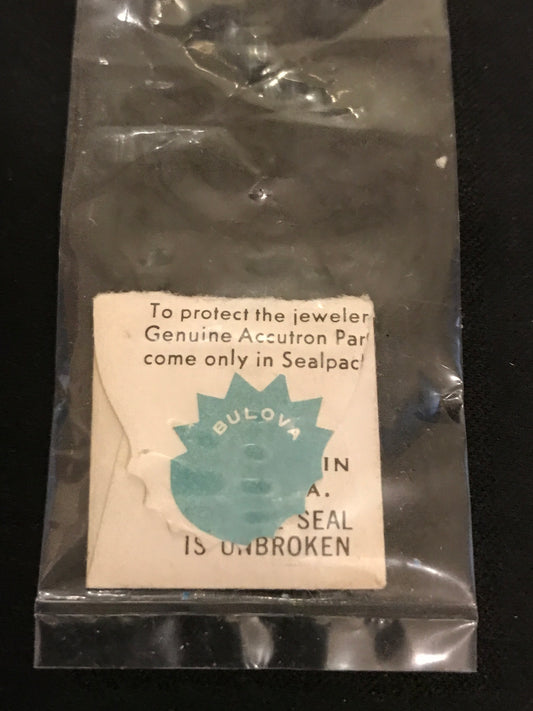 To protect the jeweler
Genuine Accutron Par
come only in Sealpac
BULOVA
IN
A.
SEAL
IS UNBROKEN